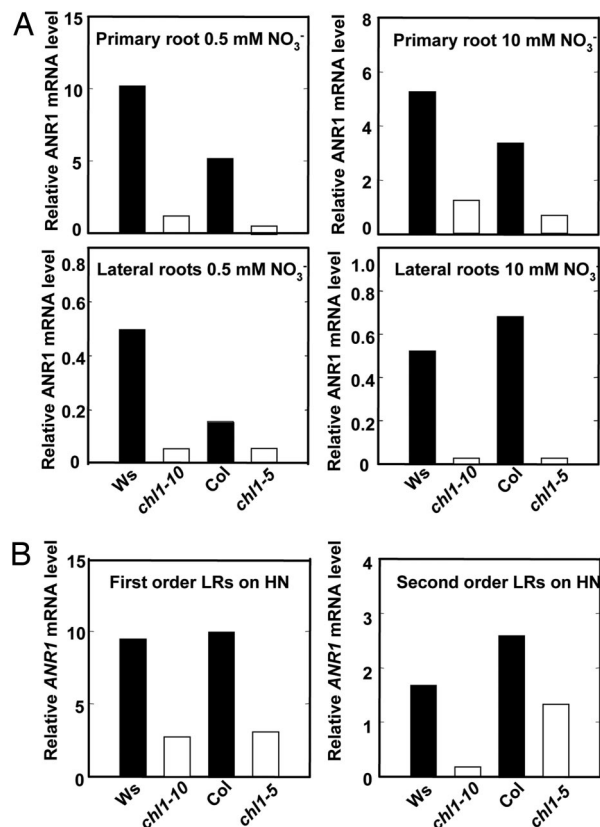 A
Primary root 0.5 mM NO₃⁻
Relative ANR1 mRNA level
15
10
5
0
Primary root 10 mM NO₃⁻
Relative ANR1 mRNA level
8
6
4
2
0
Lateral roots 0.5 mM NO₃⁻
Relative ANR1 mRNA level
0.8
0.6
0.4
0.2
0
Ws chl1-10 Col chl1-5
Lateral roots 10 mM NO₃⁻
Relative ANR1 mRNA level
1.0
0.8
0.6
0.4
0.2
0
Ws chl1-10 Col chl1-5
B
First order LRs on HN
Relative ANR1 mRNA level
15
10
5
0
Ws chl1-10 Col chl1-5
Second order LRs on HN
Relative ANR1 mRNA level
4
3
2
1
0
Ws chl1-10 Col chl1-5